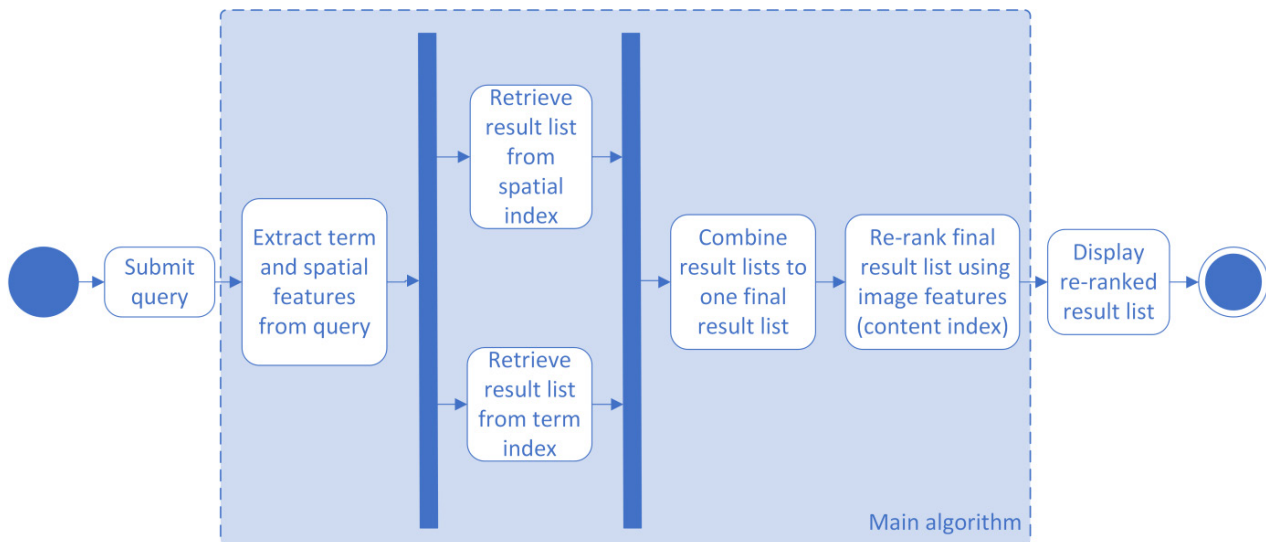 Submit
query
Extract term
and spatial
features
from query
Retrieve
result list
from
spatial
index
Retrieve
result list
from term
index
Combine
result lists to
one final
result list
Re-rank final
result list using
image features
(content index)
Display
re-ranked
result list
Main algorithm